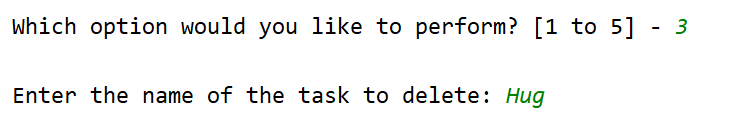 Which option would you like to perform? [1 to 5] - 3
Enter the name of the task to delete: Hug